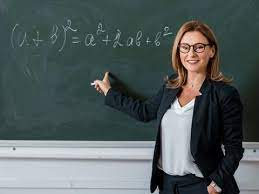 (a + b)² = a² + 2ab + b²